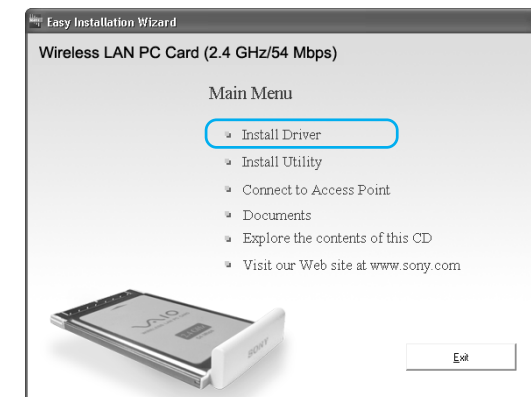 Easy Installation Wizard
Wireless LAN PC Card (2.4 GHz/54 Mbps)
Main Menu
Install Driver
Install Utility
Connect to Access Point
Documents
Explore the contents of this CD
Visit our Web site at www.sony.com
VAIO
SONY
Exit